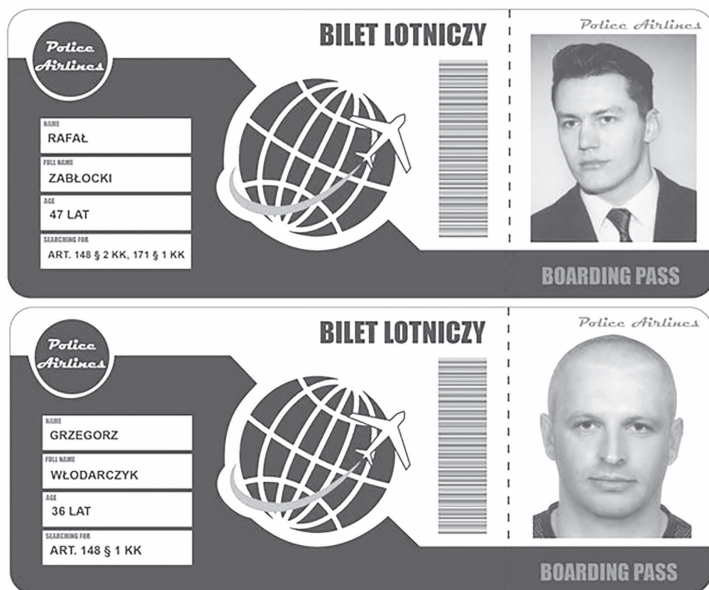 Police
Airlines
BILET LOTNICZY
Police Airlines
NAME
RAFAŁ
FULL NAME
ZABŁOCKI
AGE
47 LAT
SEARCHING FOR
ART. 148 § 2 KK, 171 § 1 KK
BOARDING PASS
Police
Airlines
BILET LOTNICZY
Police Airlines
NAME
GRZEGORZ
FULL NAME
WŁODARCZYK
AGE
36 LAT
SEARCHING FOR
ART. 148 § 1 KK
BOARDING PASS